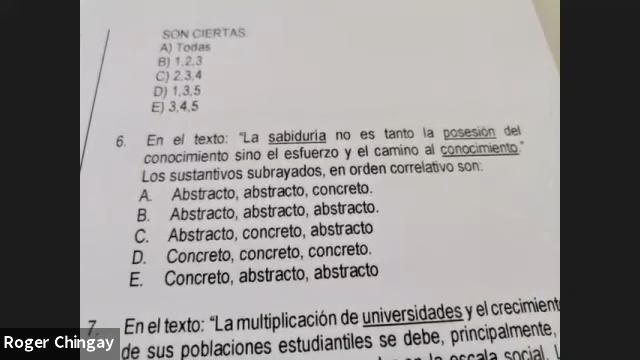 SON CIERTAS.
A) Todas
B) 1,2,3
C) 2,3,4
D) 1,3,5
E) 3,4,5
6. En el texto: "La sabiduria no es tanto la posesión del
conocimiento sino el esfuerzo y el camino al conocimiento."
Los sustantivos subrayados, en orden correlativo son:
A. Abstracto, abstracto, concreto.
B. Abstracto, abstracto, abstracto.
C. Abstracto, concreto, abstracto
D. Concreto, concreto, concreto.
E. Concreto, abstracto, abstracto
7. En el texto: "La multiplicación de universidades y el crecimient
de sus poblaciones estudiantiles se debe, principalmente,
en la escala social,
Roger Chingay